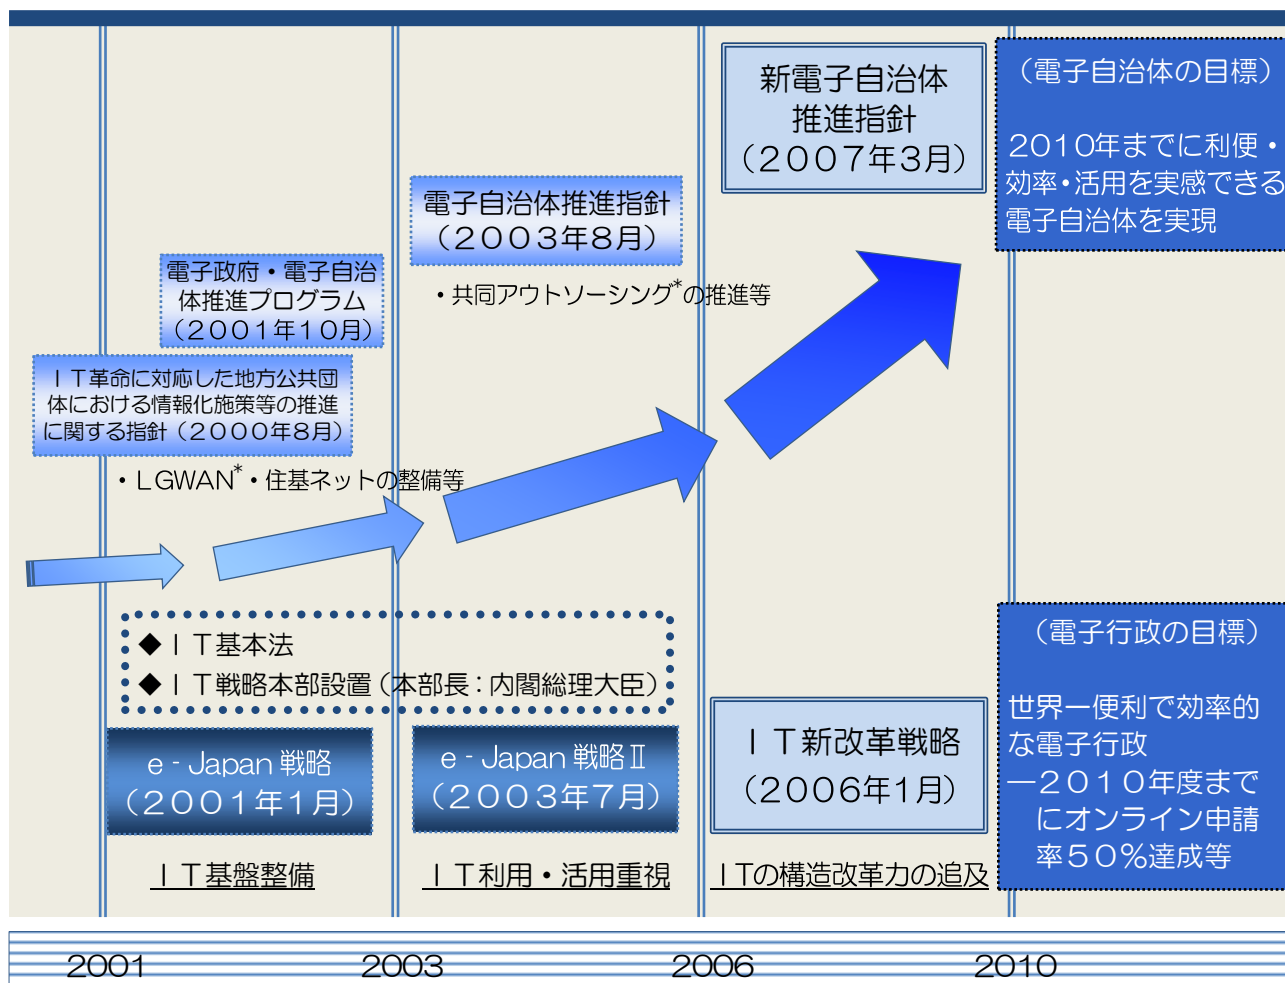 新電子自治体
推進指針
（２００７年３月）
（電子自治体の目標）
２０１０年までに利便・
効率・活用を実感できる
電子自治体を実現
電子自治体推進指針
（２００３年８月）
・共同アウトソーシング*の推進等
電子政府・電子自治
体推進プログラム
（２００１年１０月）
ＩＴ革命に対応した地方公共団
体における情報化施策等の推進
に関する指針（２０００年８月）
・ＬGWAN*・住基ネットの整備等
◆ＩＴ基本法
◆ＩＴ戦略本部設置（本部長：内閣総理大臣）
e‐Japan 戦略
（２００１年１月）
e‐Japan 戦略Ⅱ
（２００３年７月）
ＩＴ新改革戦略
（２００６年１月）
（電子行政の目標）
世界一便利で効率的
な電子行政
―２０１０年度まで
にオンライン申請
率５０％達成等
ＩＴ基盤整備
ＩＴ利用・活用重視
ＩＴの構造改革力の追及
2001
2003
2006
2010